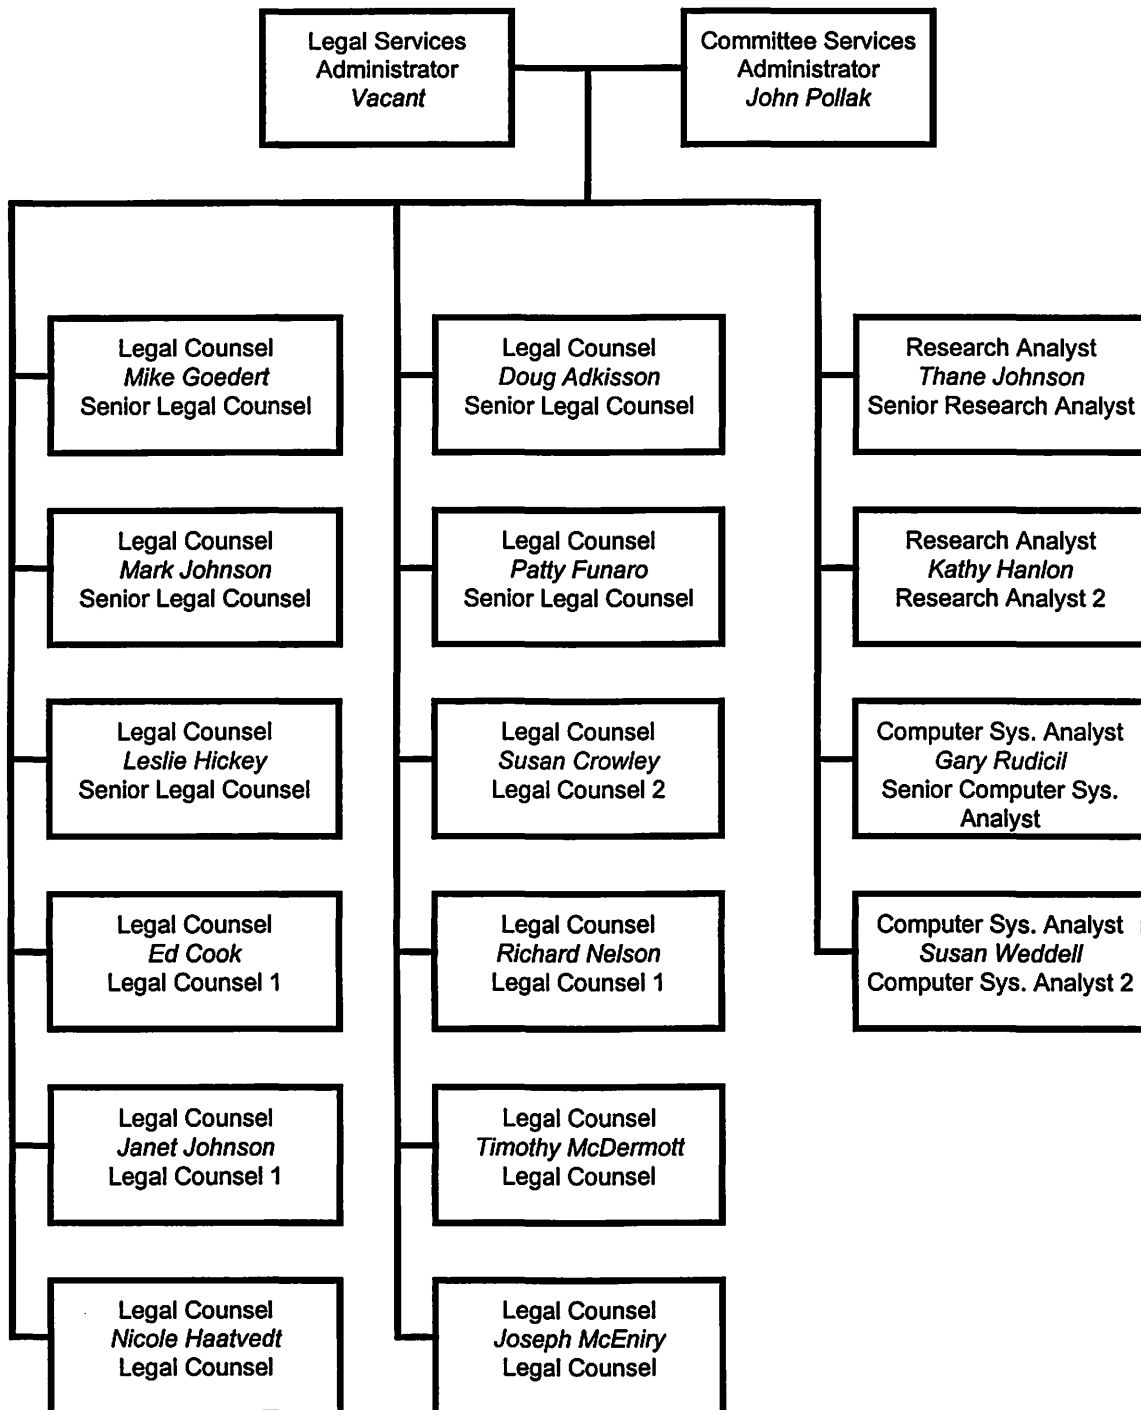 Legal Services
Administrator
Vacant
Committee Services
Administrator
John Pollak
Legal Counsel
Mike Goedert
Senior Legal Counsel
Legal Counsel
Mark Johnson
Senior Legal Counsel
Legal Counsel
Leslie Hickey
Senior Legal Counsel
Legal Counsel
Ed Cook
Legal Counsel 1
Legal Counsel
Janet Johnson
Legal Counsel 1
Legal Counsel
Nicole Haatvedt
Legal Counsel
Legal Counsel
Doug Adkisson
Senior Legal Counsel
Legal Counsel
Patty Funaro
Senior Legal Counsel
Legal Counsel
Susan Crowley
Legal Counsel 2
Legal Counsel
Richard Nelson
Legal Counsel 1
Legal Counsel
Timothy McDermott
Legal Counsel
Legal Counsel
Joseph McEniry
Legal Counsel
Research Analyst
Thane Johnson
Senior Research Analyst
Research Analyst
Kathy Hanlon
Research Analyst 2
Computer Sys. Analyst
Gary Rudicil
Senior Computer Sys.
Analyst
Computer Sys. Analyst
Susan Weddell
Computer Sys. Analyst 2